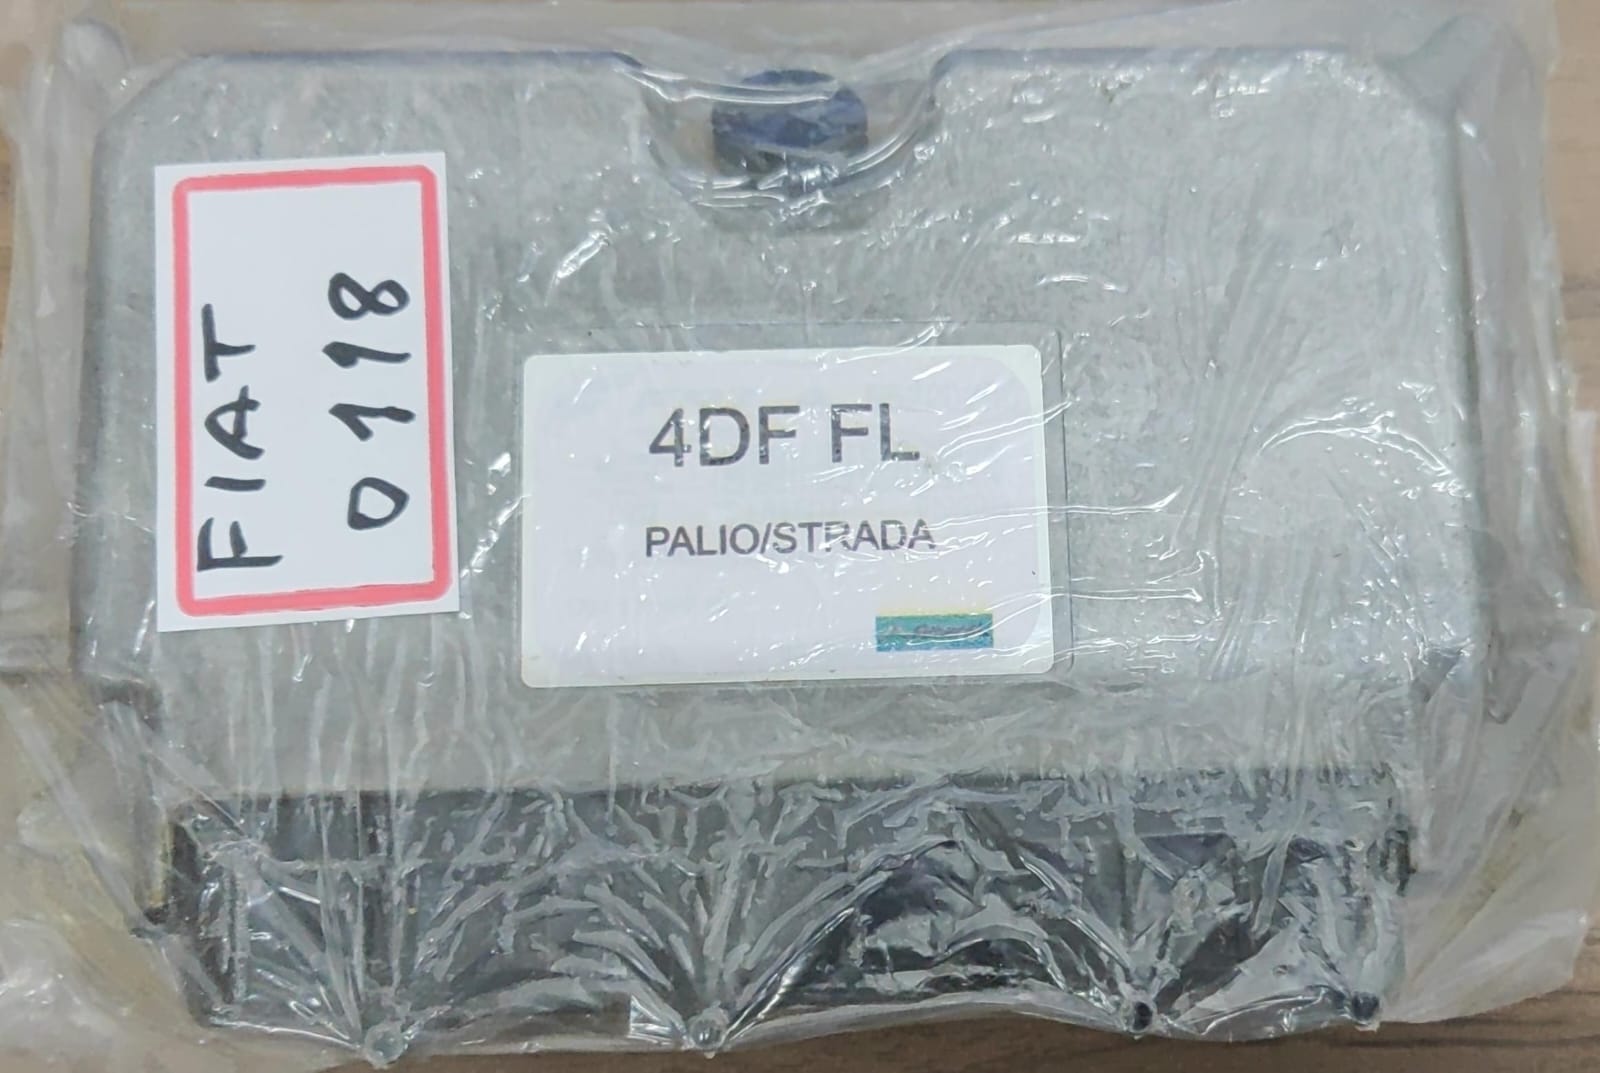 FIAT
0118
4DF FL
PALIO/STRADA